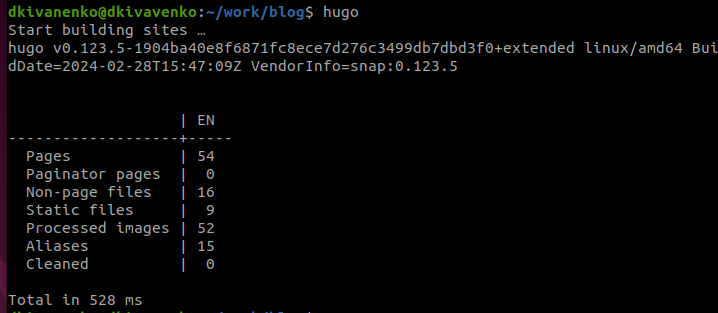 dkivanenko@dkivavenko:~/work/blog$ hugo
Start building sites …
hugo v0.123.5-1904ba40e8f6871fc8ece7d276c3499db7dbd3f0+extended linux/amd64 Bui
dDate=2024-02-28T15:47:09Z VendorInfo=snap:0.123.5
| EN
-------------------+-----
Pages | 54
Paginator pages | 0
Non-page files | 16
Static files | 9
Processed images | 52
Aliases | 15
Cleaned | 0
Total in 528 ms